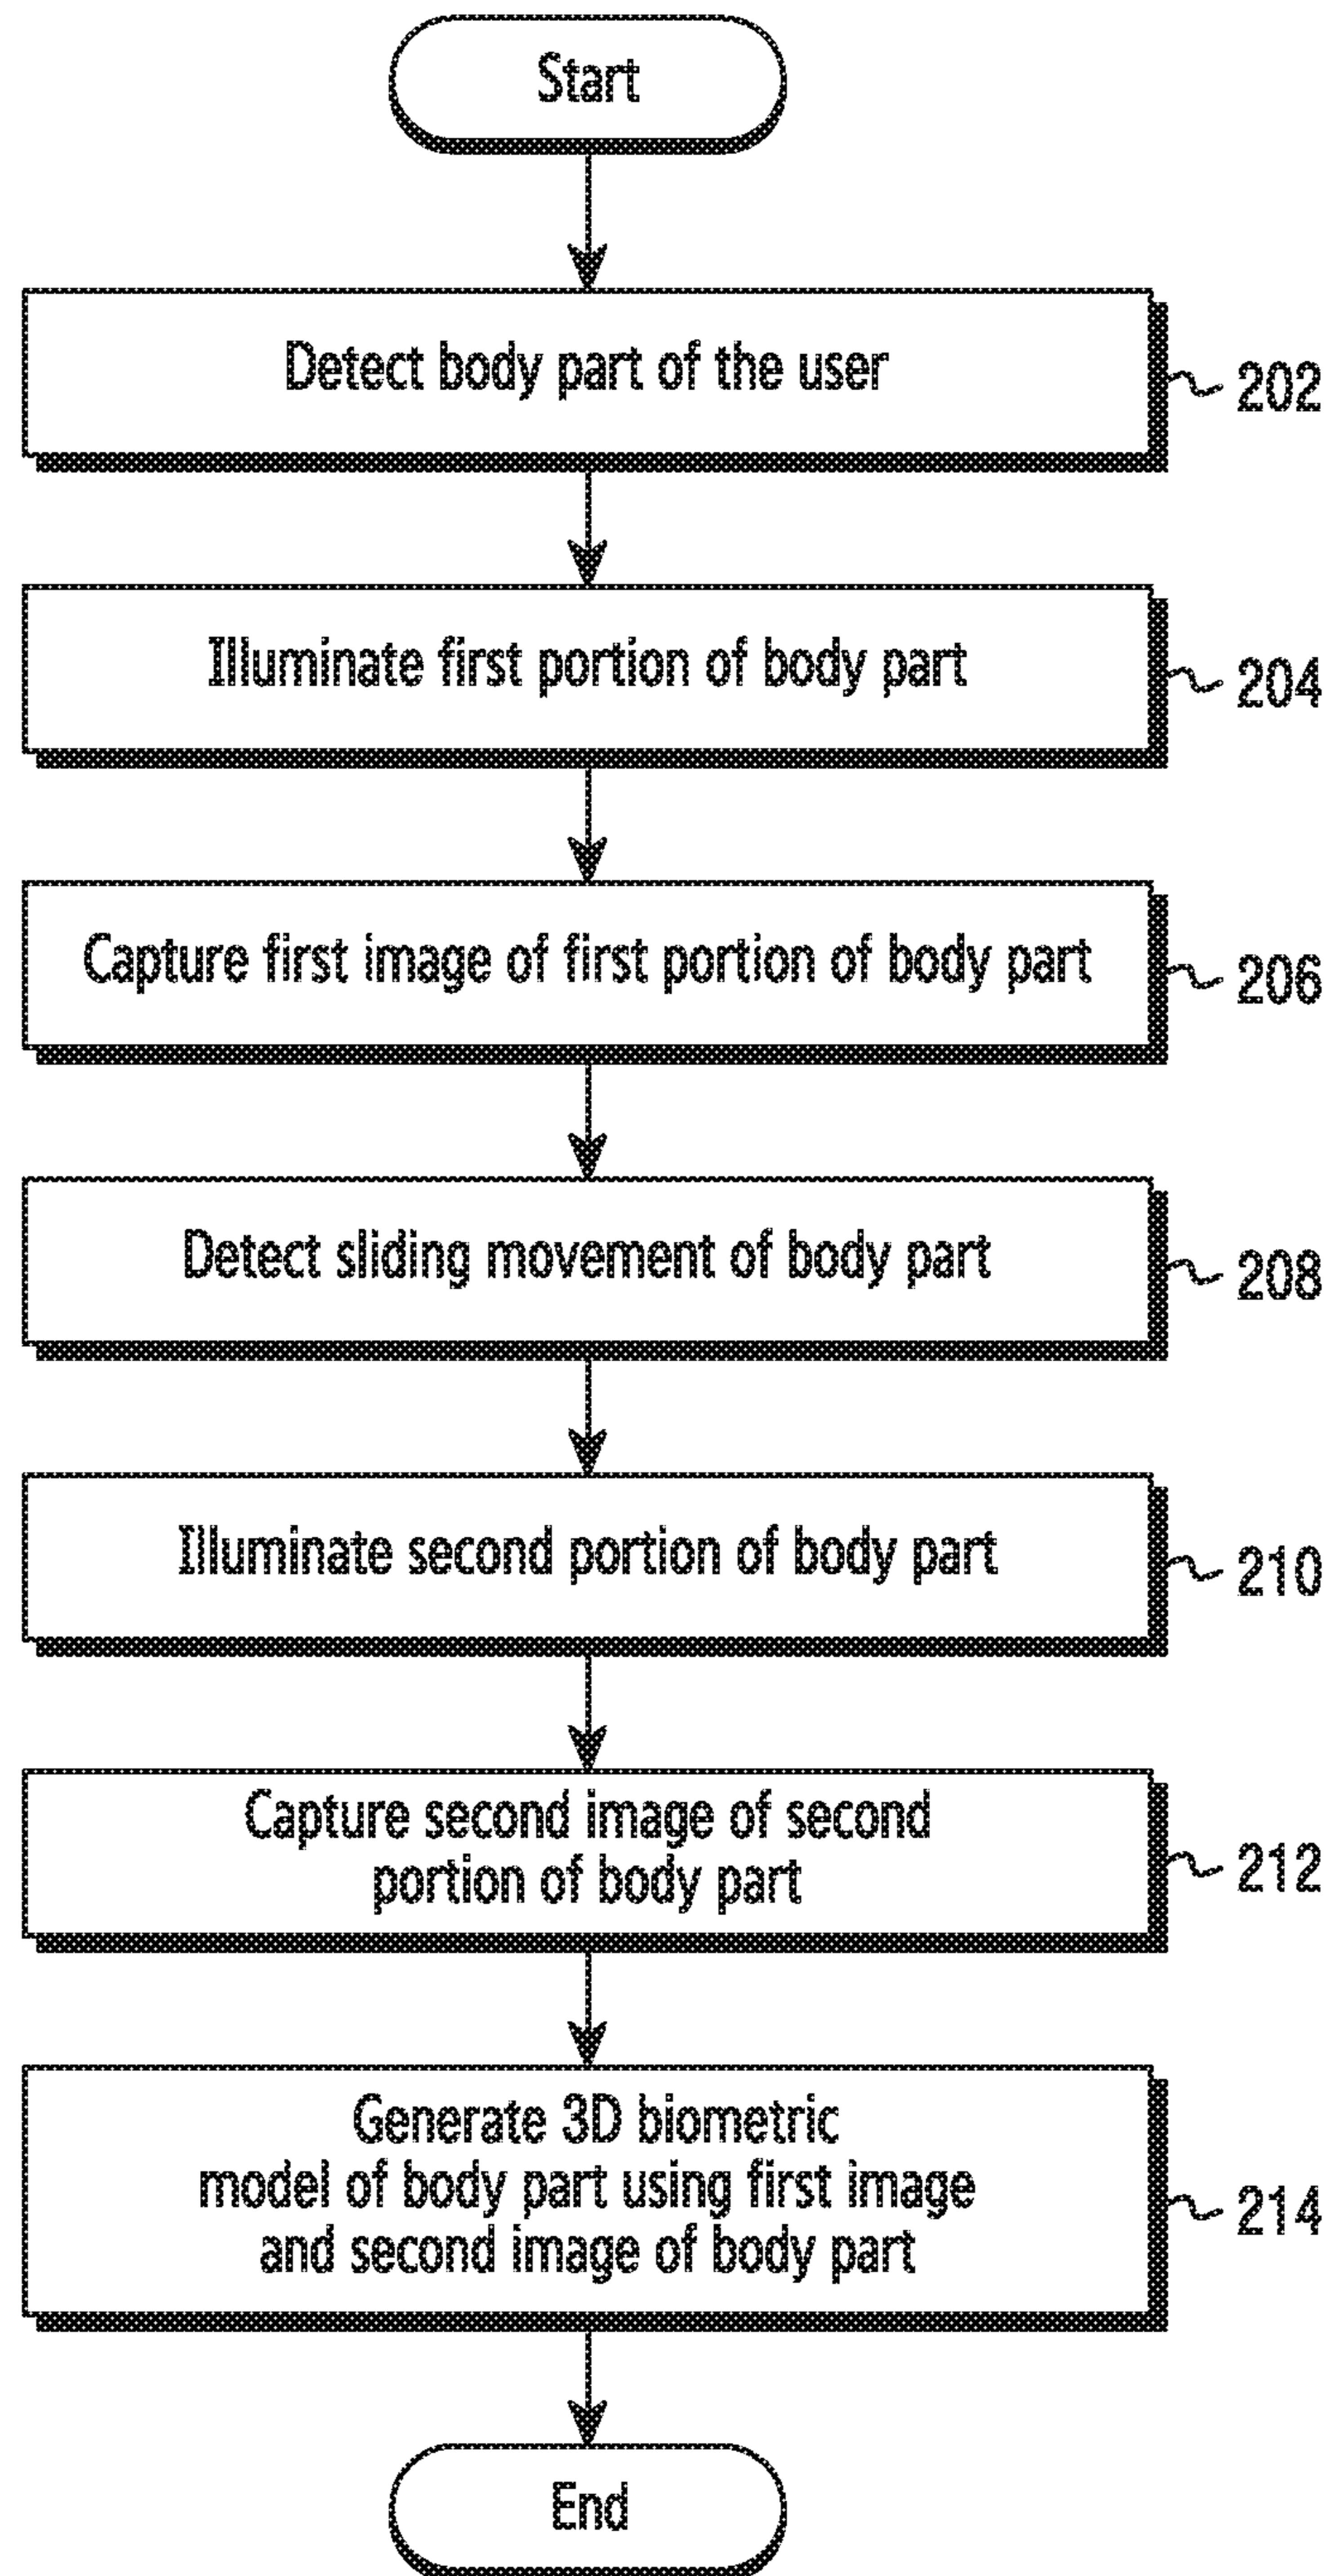 Start
Detect body part of the user
202
Illuminate first portion of body part
204
Capture first image of first portion of body part
206
Detect sliding movement of body part
208
Illuminate second portion of body part
210
Capture second image of second
portion of body part
212
Generate 3D biometric
model of body part using first image
and second image of body part
214
End